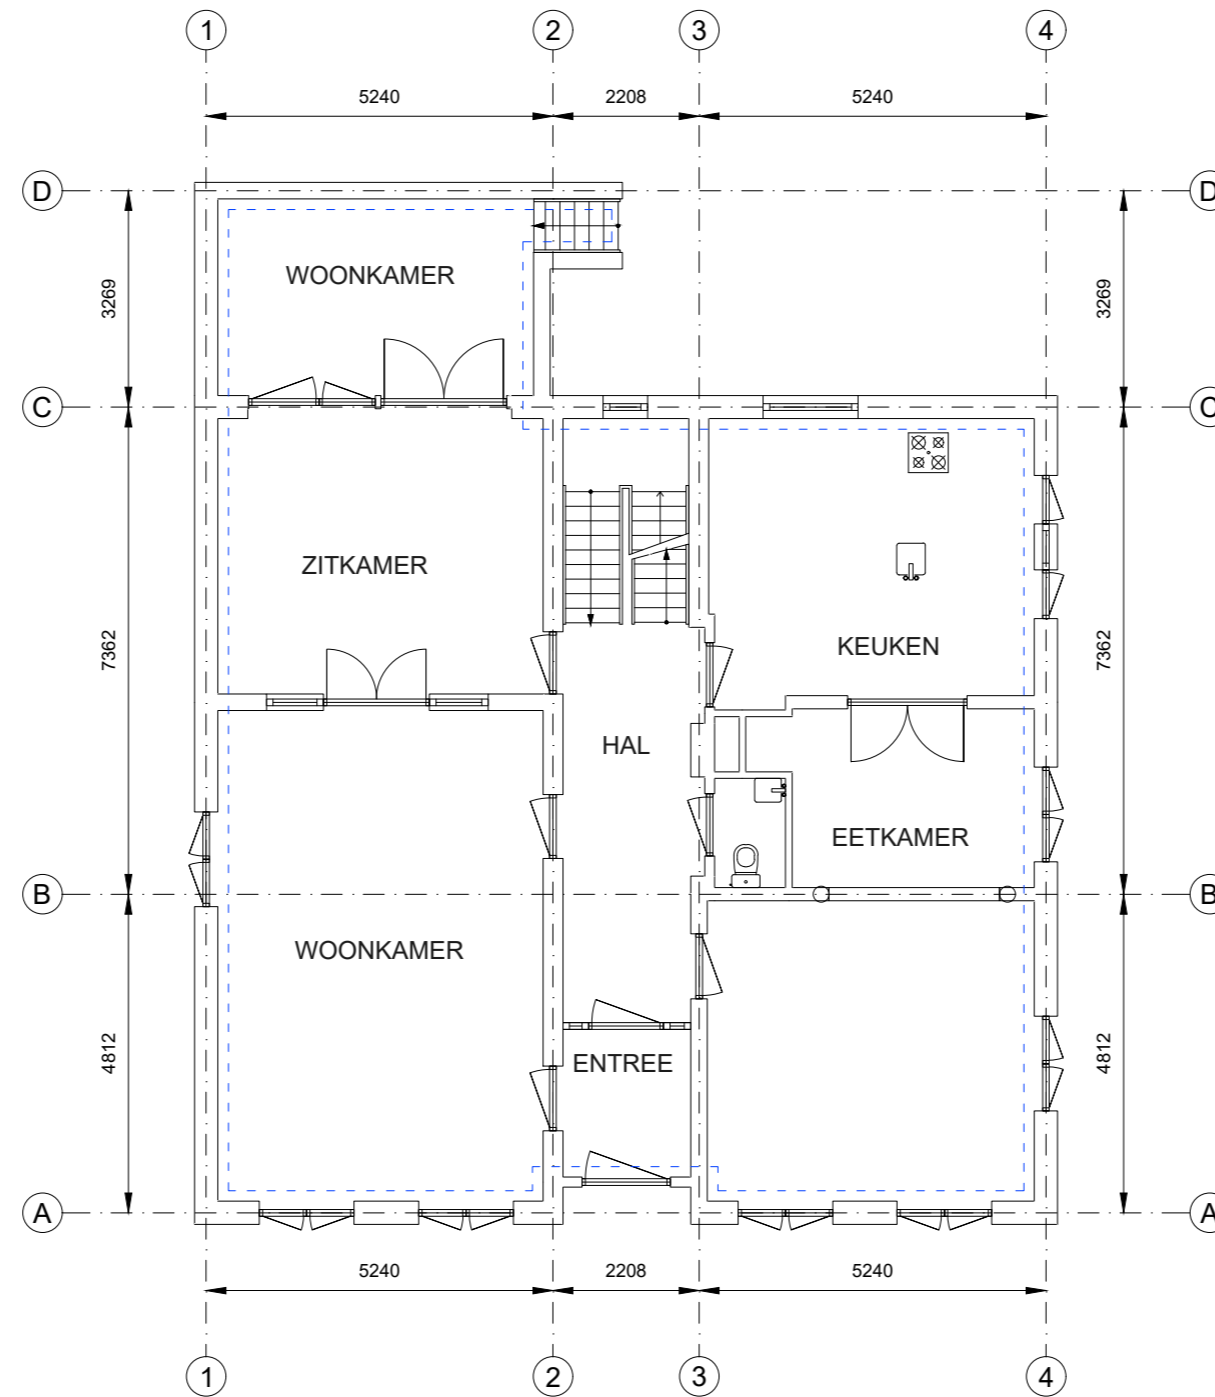 1 2 3 4
5240 2208 5240
D D
WOONKAMER
3269 3269
C C
ZITKAMER
7362 7362
KEUKEN
HAL
EETKAMER
B B
WOONKAMER
4812 4812
ENTREE
A A
5240 2208 5240
1 2 3 4